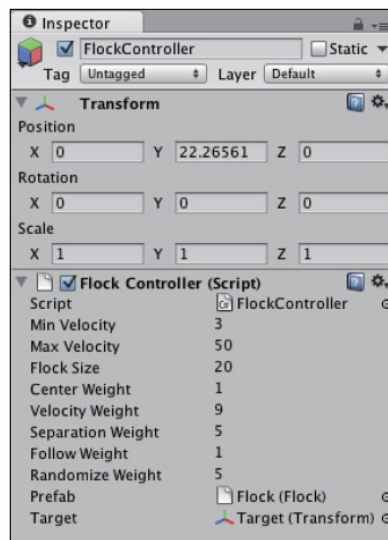 Inspector
FlockController Static
Tag Untagged Layer Default
Transform
Position
X 0 Y 22.26561 Z 0
Rotation
X 0 Y 0 Z 0
Scale
X 1 Y 1 Z 1
Flock Controller (Script)
Script FlockController
Min Velocity 3
Max Velocity 50
Flock Size 20
Center Weight 1
Velocity Weight 9
Separation Weight 5
Follow Weight 1
Randomize Weight 5
Prefab Flock (Flock)
Target Target (Transform)